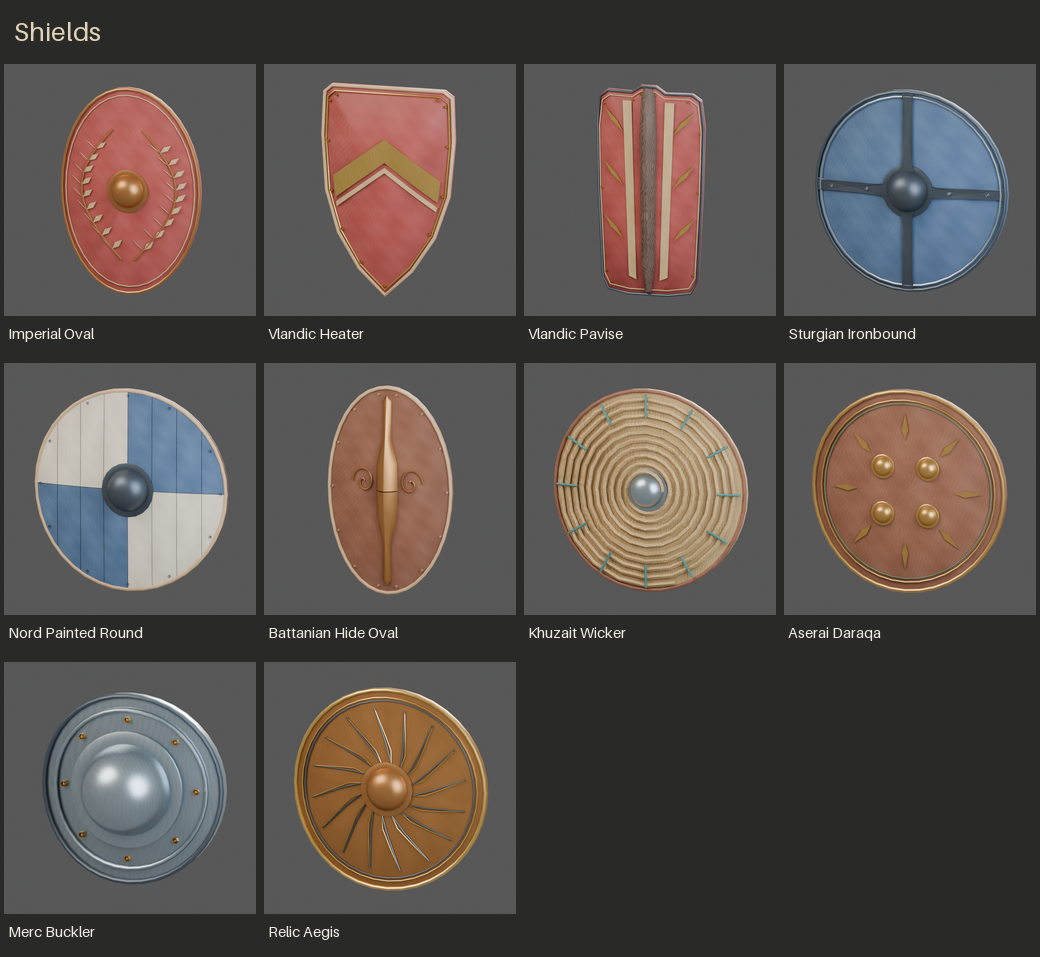 Shields
Imperial Oval
Vlandic Heater
Vlandic Pavise
Sturgian Ironbound
Nord Painted Round
Battanian Hide Oval
Khuzait Wicker
Aserai Daraqa
Merc Buckler
Relic Aegis